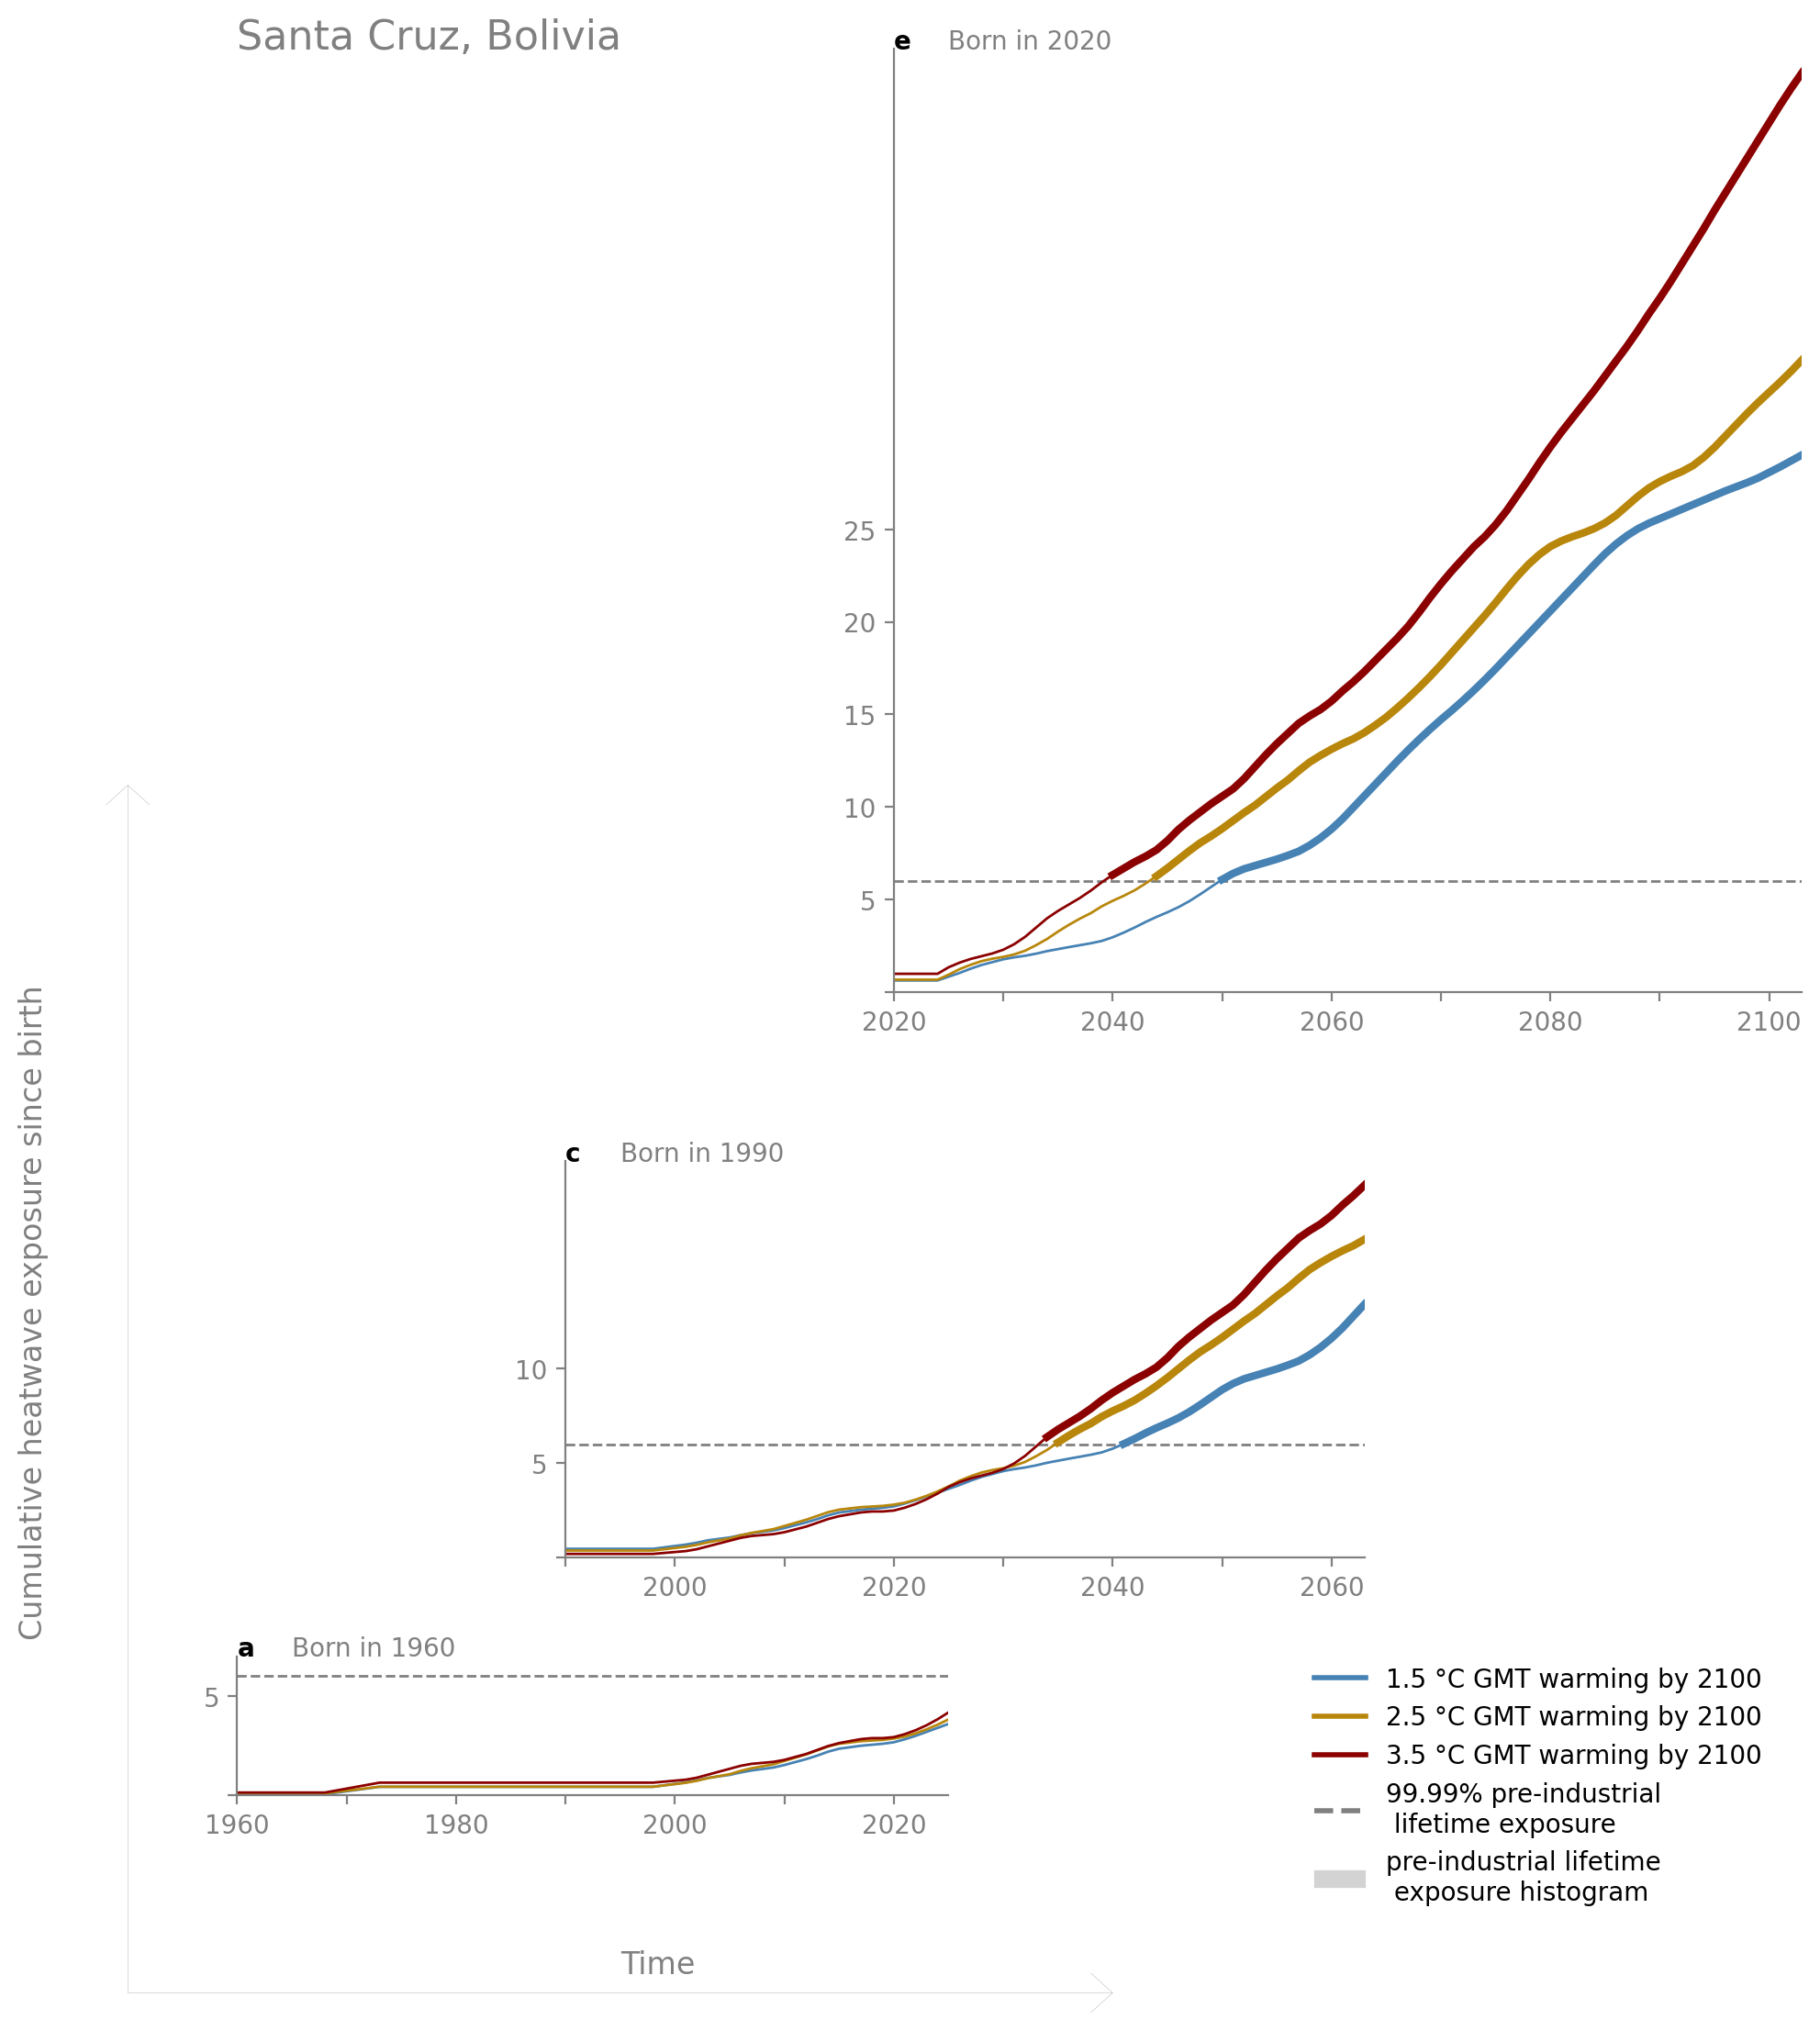 Santa Cruz, Bolivia
e Born in 2020
25
20
15
10
5
2020 2040 2060 2080 2100
Cumulative heatwave exposure since birth
c Born in 1990
10
5
2000 2020 2040 2060
a Born in 1960
5
1960 1980 2000 2020
1.5 °C GMT warming by 2100
2.5 °C GMT warming by 2100
3.5 °C GMT warming by 2100
99.99% pre-industrial
lifetime exposure
pre-industrial lifetime
exposure histogram
Time